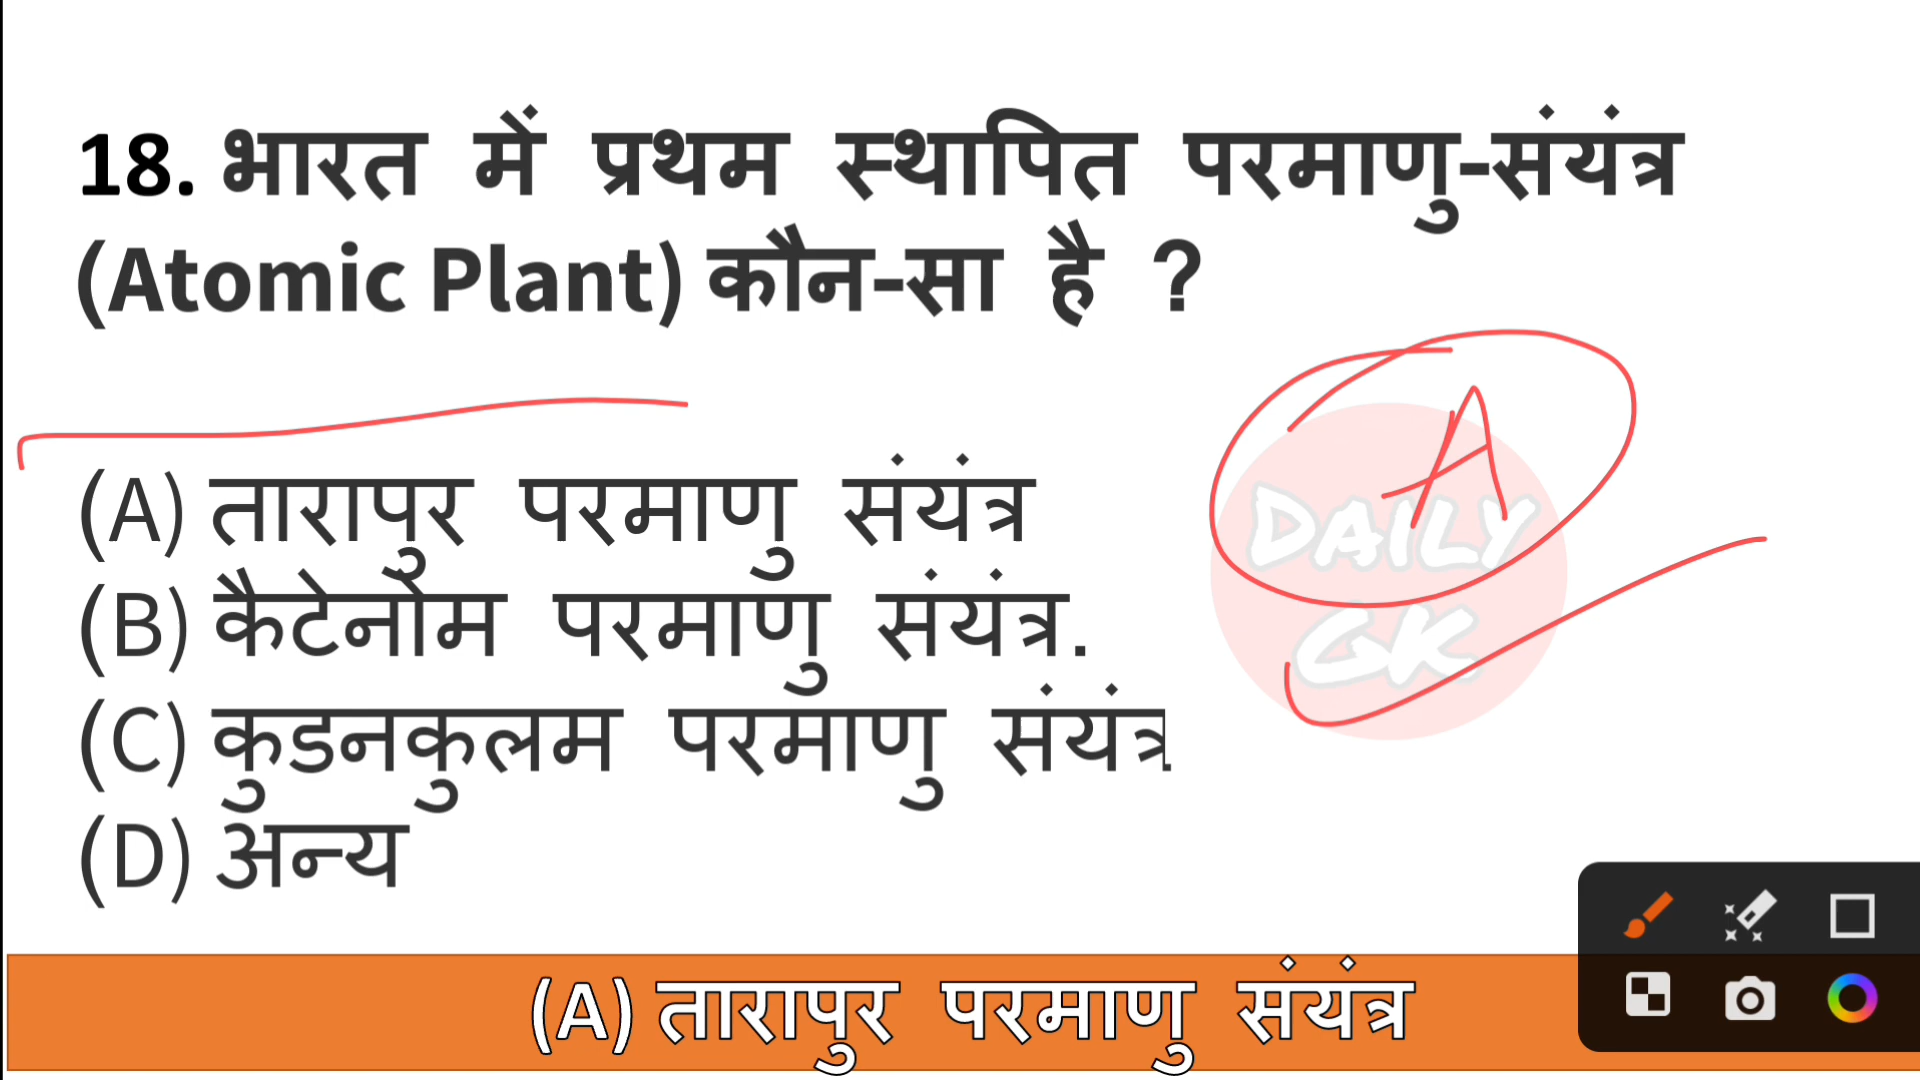 18. भारत में प्रथम स्थापित परमाणु-संयंत्र
(Atomic Plant) कौन-सा है ?
A
(A) तारापुर परमाणु संयंत्र
(B) कैटेनोम परमाणु संयंत्र.
(C) कुडनकुलम परमाणु संयंत्र
(D) अन्य
DAILY
GK
(A) तारापुर परमाणु संयंत्र